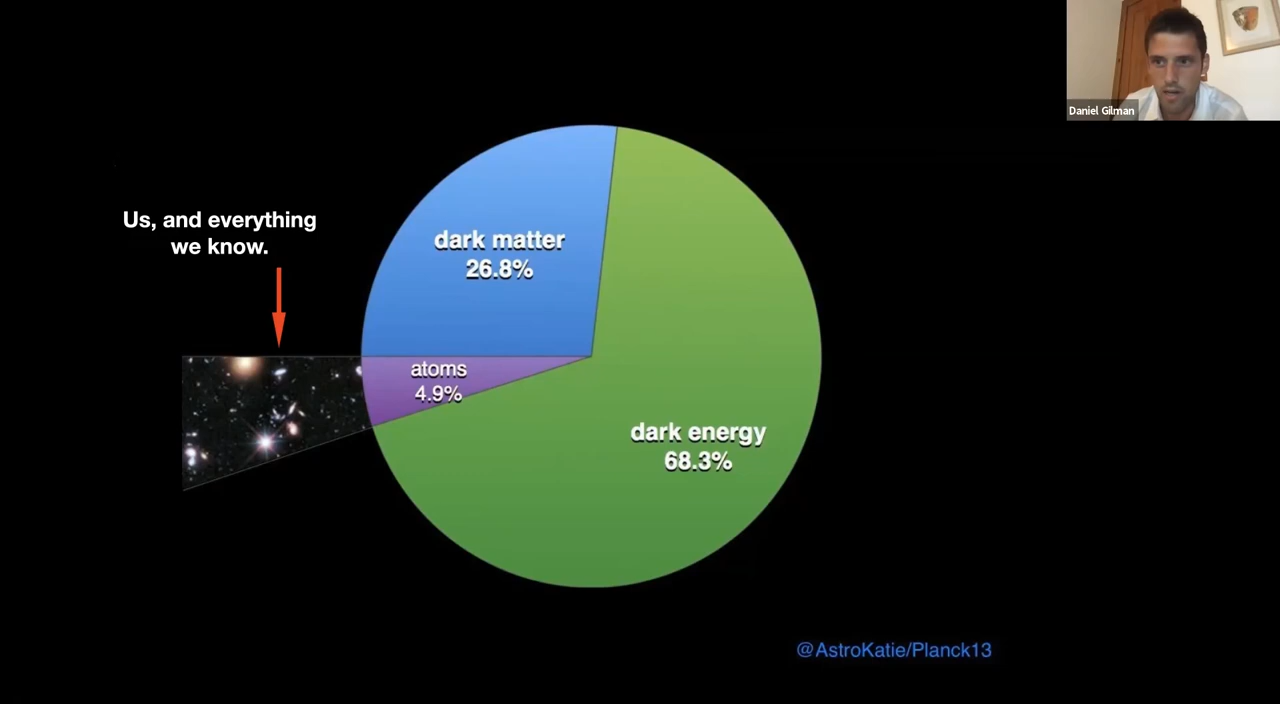 Daniel Gilman
Us, and everything
we know.
dark matter
26.8%
atoms
4.9%
dark energy
68.3%
@AstroKatie/Planck13